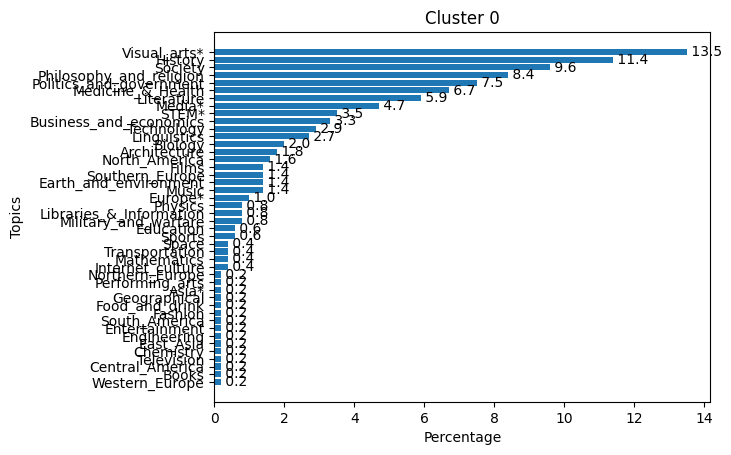 Cluster 0
Visual_arts* 13.5
History 11.4
Society 9.6
Philosophy_and_religion 8.4
Politics_and_government 7.5
Medicine_&_Health 6.7
Literature 5.9
Media* 4.7
STEM* 3.5
Business_and_economics 3.3
Technology 2.9
Linguistics 2.7
Biology 2.0
Architecture 1.8
North_America 1.6
Films 1.4
Southern_Europe 1.4
Earth_and_environment 1.4
Music 1.4
Europe* 1.0
Physics 0.8
Libraries_&_Information 0.8
Military_and_warfare 0.8
Education 0.6
Sports 0.6
Space 0.4
Transportation 0.4
Mathematics 0.4
Internet_culture 0.4
Northern_Europe 0.2
Performing_arts 0.2
Asia* 0.2
Geographical 0.2
Food_and_drink 0.2
Fashion 0.2
South_America 0.2
Entertainment 0.2
Engineering 0.2
East_Asia 0.2
Chemistry 0.2
Television 0.2
Central_America 0.2
Books 0.2
Western_Europe 0.2
Topics
0 2 4 6 8 10 12 14
Percentage